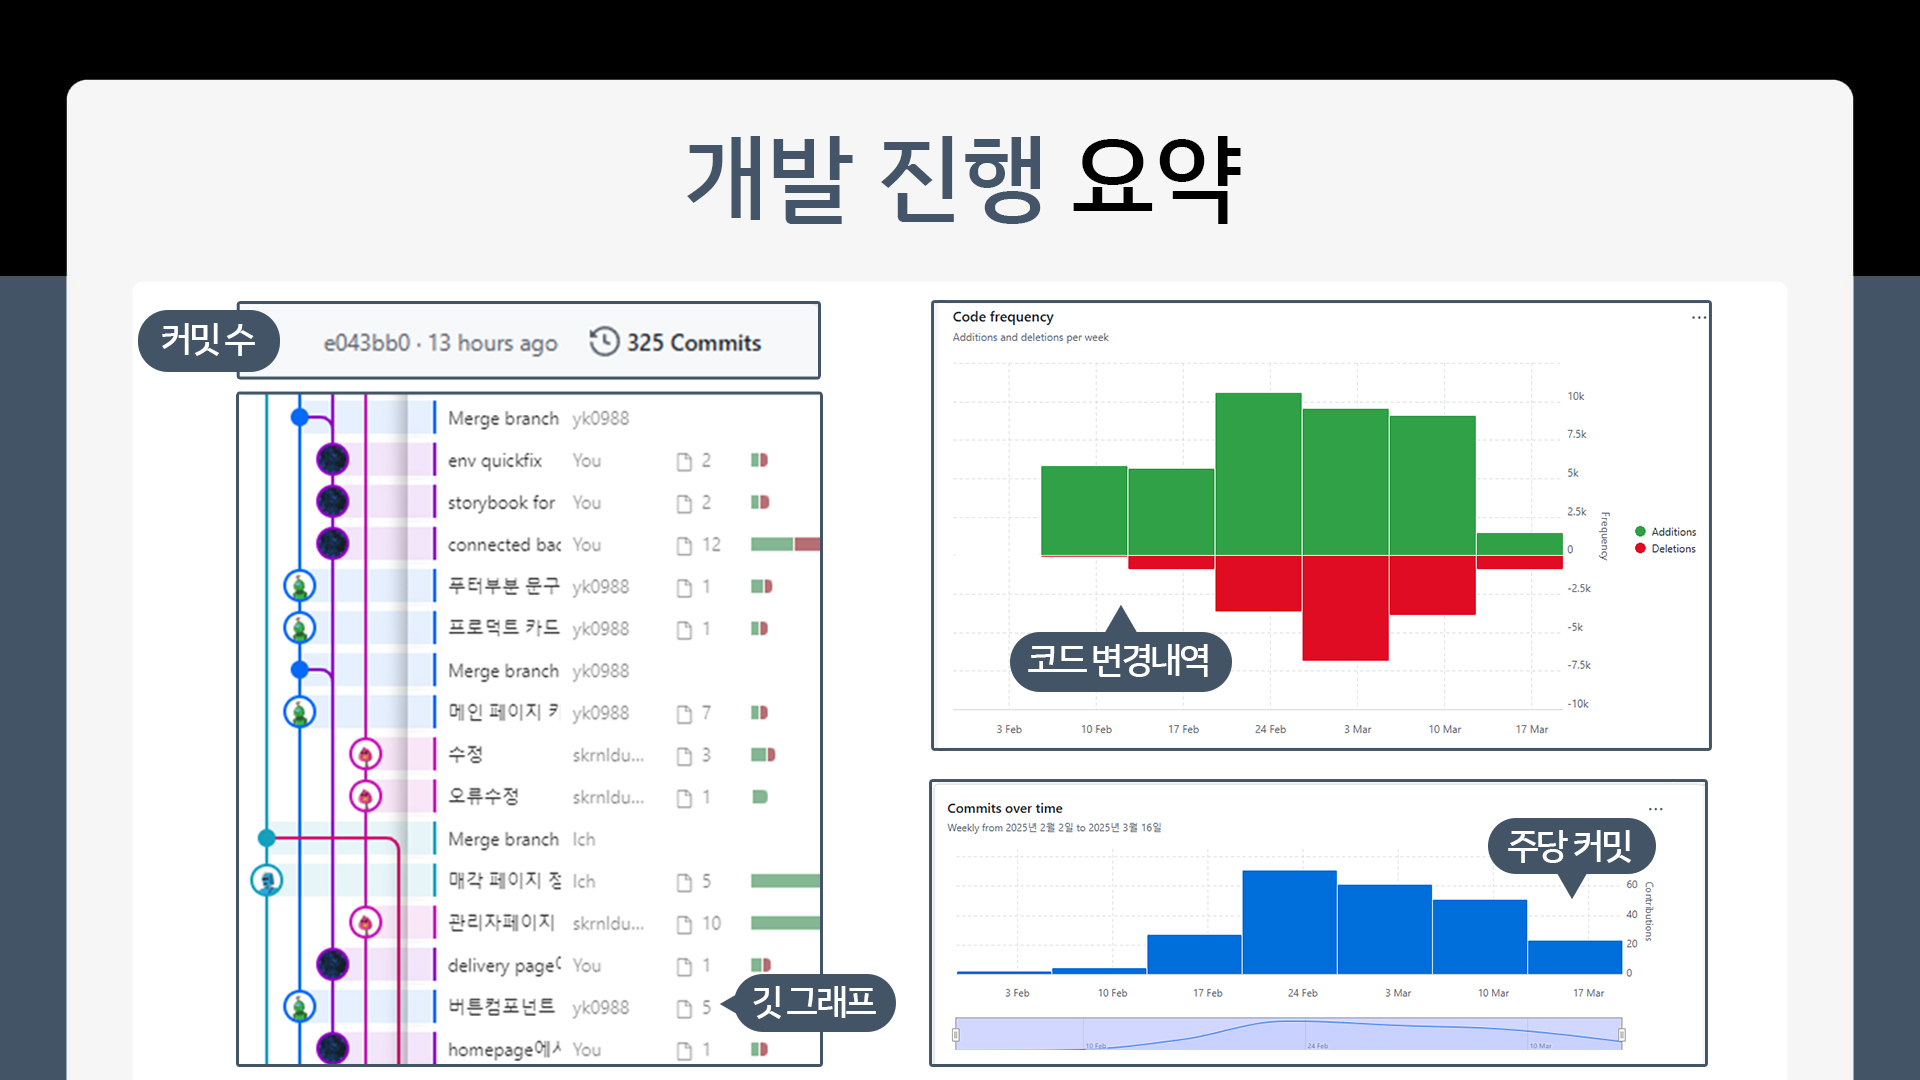 개발 진행 요약
커밋 수
e043bb0 · 13 hours ago 325 Commits
Merge branch yk0988
env quickfix You 2
storybook for You 2
connected You 12
푸터부분 문구 yk0988 1
프로덕트 카드 yk0988 1
Merge branch yk0988
메인 페이지 yk0988 7
수정 skrnldu... 3
오류수정 skrnldu... 1
Merge branch lch
매각 페이지 lch 5
관리자페이지 skrnldu... 10
delivery page You 1
버튼컴포넌트 yk0988 5
homepage에서 You 1
깃 그래프
Code frequency
Additions and deletions per week
10k
7.5k
5k
2.5k
0
-2.5k
-5k
-7.5k
-10k
Frequency
Additions
Deletions
코드 변경내역
3 Feb 10 Feb 17 Feb 24 Feb 3 Mar 10 Mar 17 Mar
Commits over time
Weekly from 2025년 2월 2일 to 2025년 3월 16일
주당 커밋
60
40
20
0
Contributions
3 Feb 10 Feb 17 Feb 24 Feb 3 Mar 10 Mar 17 Mar
10 Feb 24 Feb 10 Mar